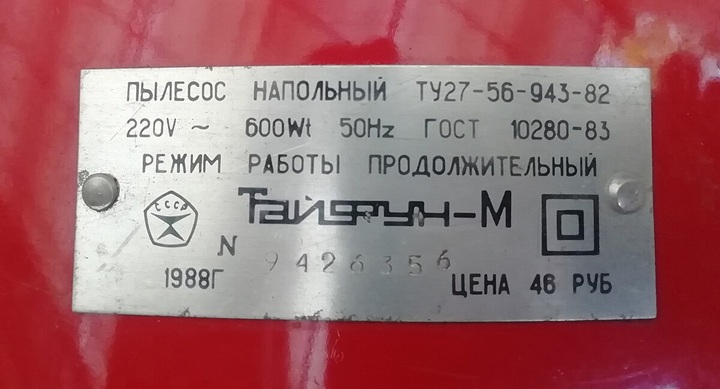 ПЫЛЕСОС НАПОЛЬНЫЙ ТУ27-56-943-82
220V ~ 600Wt 50Hz ГОСТ 10280-83
РЕЖИМ РАБОТЫ ПРОДОЛЖИТЕЛЬНЫЙ
СССР Тайфун-М
N 9426356
1988Г ЦЕНА 46 РУБ